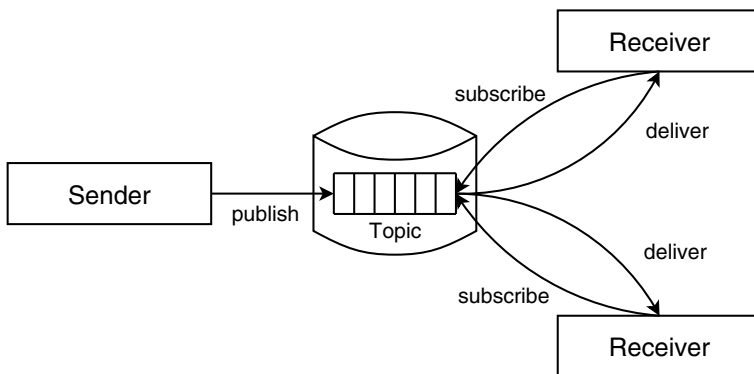 Receiver
subscribe
deliver
Sender
publish
Topic
deliver
subscribe
Receiver